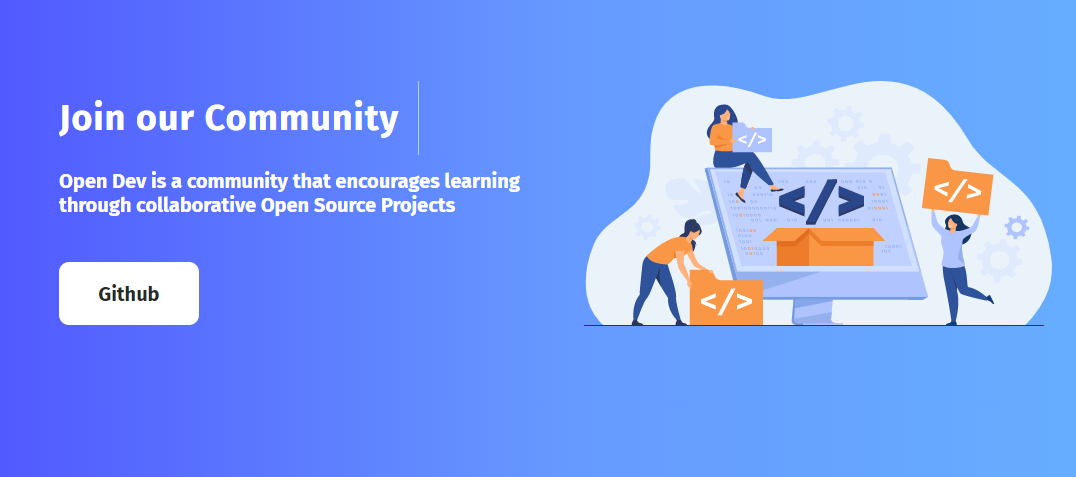 Join our Community
Open Dev is a community that encourages learning
through collaborative Open Source Projects
Github
</>
</>
</>
</>